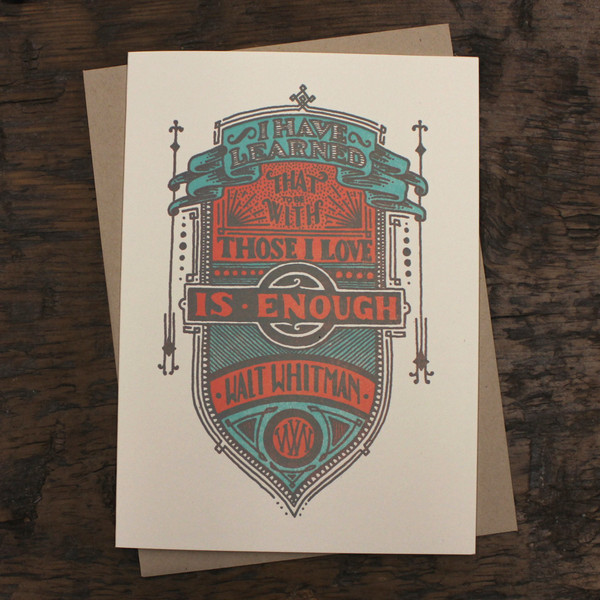 I HAVE
LEARNED
THAT
TO BE
WITH
THOSE I LOVE
IS · ENOUGH
· WALT WHITMAN ·
WW